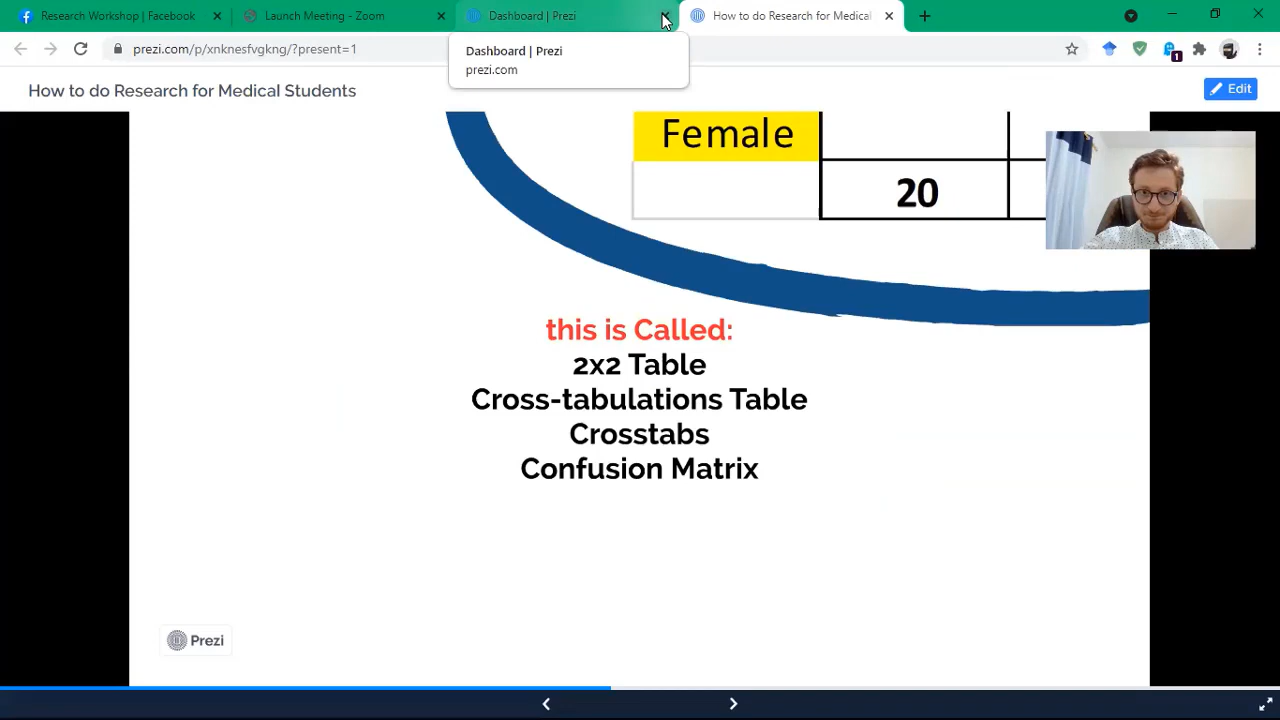 Research Workshop | Facebook
Launch Meeting - Zoom
Dashboard | Prezi
How to do Research for Medical
prezi.com/p/xnknesfvgkng/?present=1
Dashboard | Prezi
prezi.com
1
How to do Research for Medical Students
Edit
Female
20
this is Called:
2x2 Table
Cross-tabulations Table
Crosstabs
Confusion Matrix
Prezi